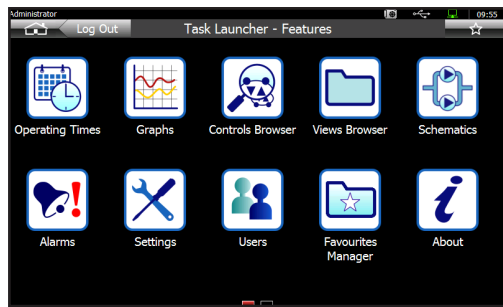 Administrator
09:55
Log Out
Task Launcher - Features
Operating Times
Graphs
Controls Browser
Views Browser
Schematics
Alarms
Settings
Users
Favourites
Manager
About